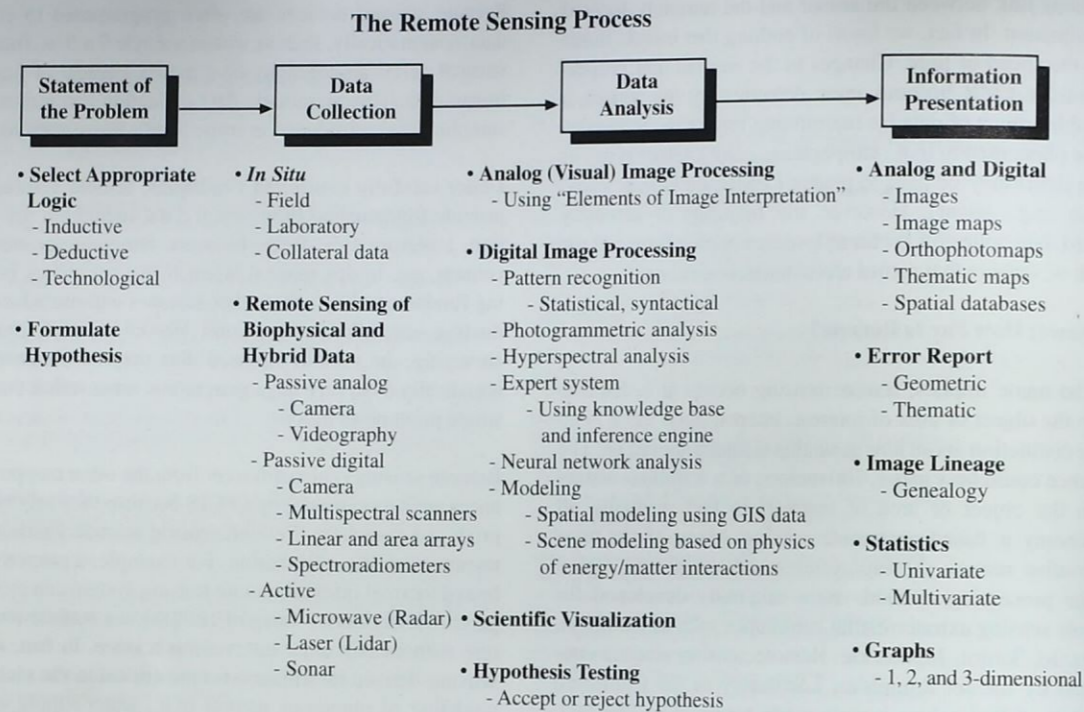 The Remote Sensing Process
Statement of
the Problem
Data
Collection
Data
Analysis
Information
Presentation
• Select Appropriate
Logic
- Inductive
- Deductive
- Technological
• Formulate
Hypothesis
• In Situ
- Field
- Laboratory
- Collateral data
• Remote Sensing of
Biophysical and
Hybrid Data
- Passive analog
- Camera
- Videography
- Passive digital
- Camera
- Multispectral scanners
- Linear and area arrays
- Spectroradiometers
- Active
- Microwave (Radar)
- Laser (Lidar)
- Sonar
• Analog (Visual) Image Processing
- Using “Elements of Image Interpretation”
• Digital Image Processing
- Pattern recognition
- Statistical, syntactical
- Photogrammetric analysis
- Hyperspectral analysis
- Expert system
- Using knowledge base
and inference engine
- Neural network analysis
- Modeling
- Spatial modeling using GIS data
- Scene modeling based on physics
of energy/matter interactions
• Scientific Visualization
• Hypothesis Testing
- Accept or reject hypothesis
• Analog and Digital
- Images
- Image maps
- Orthophotomaps
- Thematic maps
- Spatial databases
• Error Report
- Geometric
- Thematic
• Image Lineage
- Genealogy
• Statistics
- Univariate
- Multivariate
• Graphs
- 1, 2, and 3-dimensional